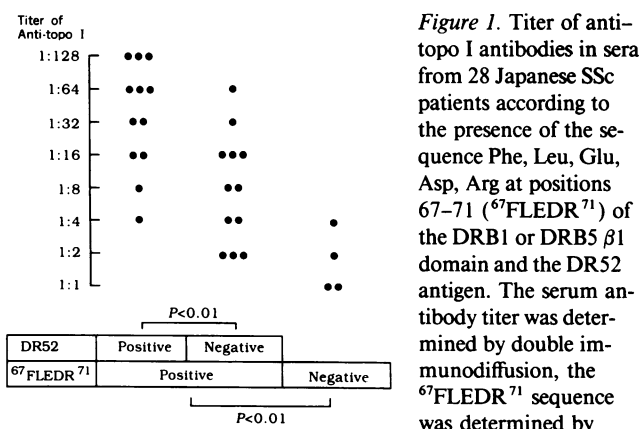 Titer of
Anti-topo I
1:128
1:64
1:32
1:16
1:8
1:4
1:2
1:1
P<0.01
DR52 Positive Negative
⁶⁷FLEDR⁷¹ Positive Negative
P<0.01
Figure 1. Titer of anti–
topo I antibodies in sera
from 28 Japanese SSc
patients according to
the presence of the se-
quence Phe, Leu, Glu,
Asp, Arg at positions
67–71 (⁶⁷FLEDR⁷¹) of
the DRB1 or DRB5 β1
domain and the DR52
antigen. The serum an-
tibody titer was deter-
mined by double im-
munodiffusion, the
⁶⁷FLEDR⁷¹ sequence
was determined by